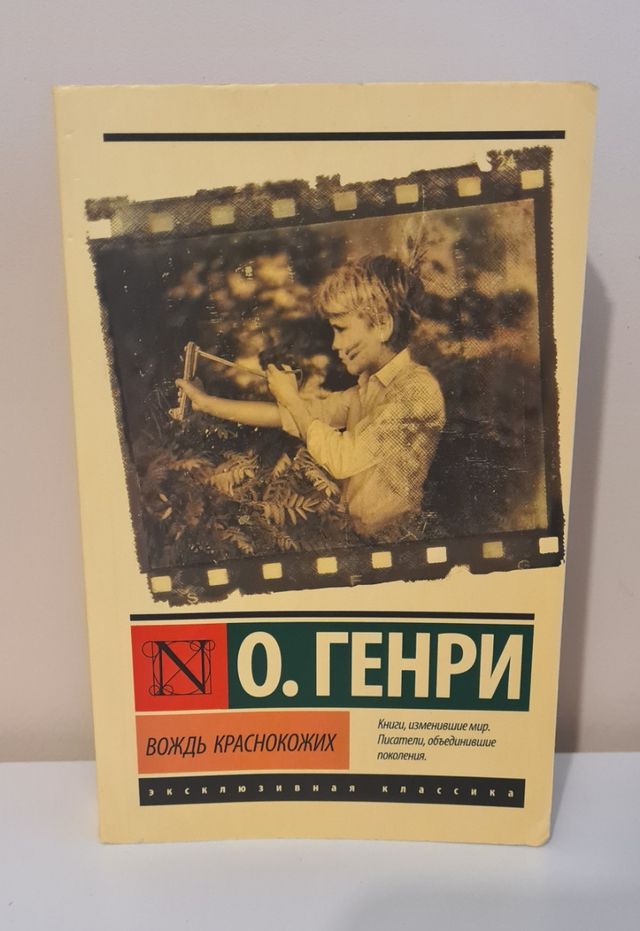 S F G
N
О. ГЕНРИ
ВОЖДЬ КРАСНОКОЖИХ
Книги, изменившие мир.
Писатели, объединившие
поколения.
эксклюзивная классика